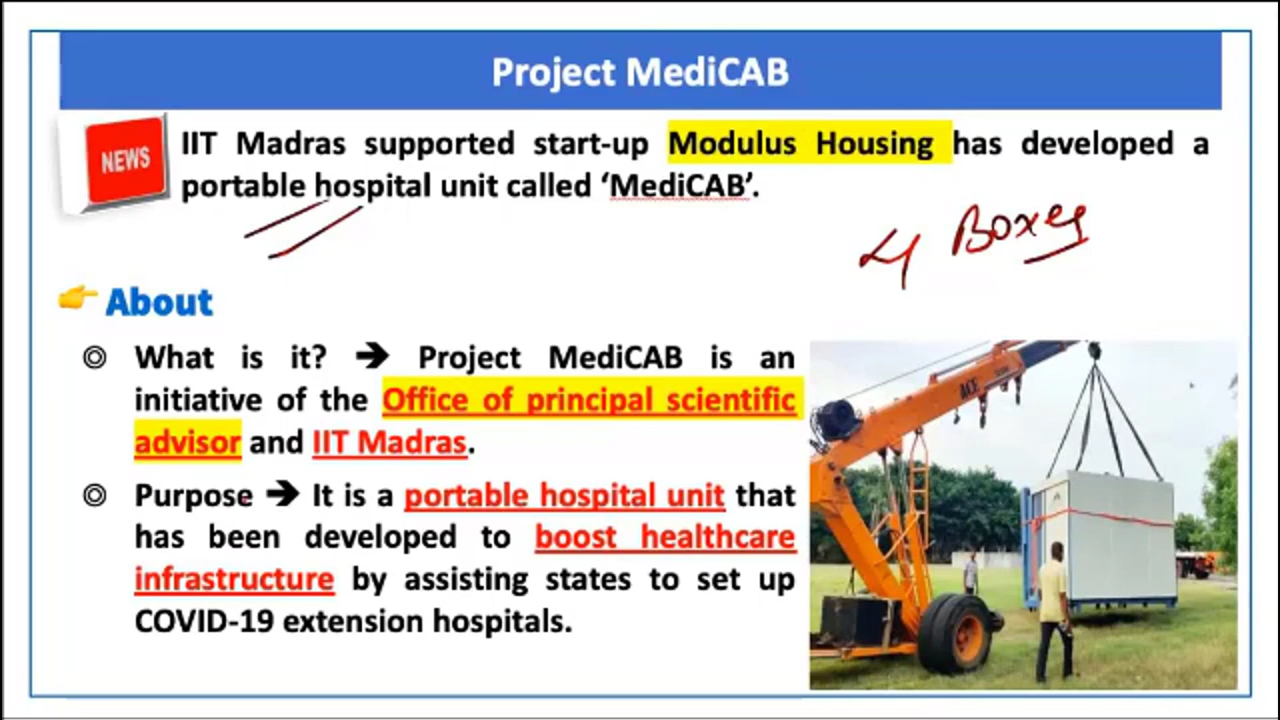 Project MediCAB
NEWS
IIT Madras supported start-up Modulus Housing has developed a
portable hospital unit called ‘MediCAB’.
4 Boxes
👉 About
◎ What is it? ➔ Project MediCAB is an
initiative of the Office of principal scientific
advisor and IIT Madras.
◎ Purpose ➔ It is a portable hospital unit that
has been developed to boost healthcare
infrastructure by assisting states to set up
COVID-19 extension hospitals.
ACE